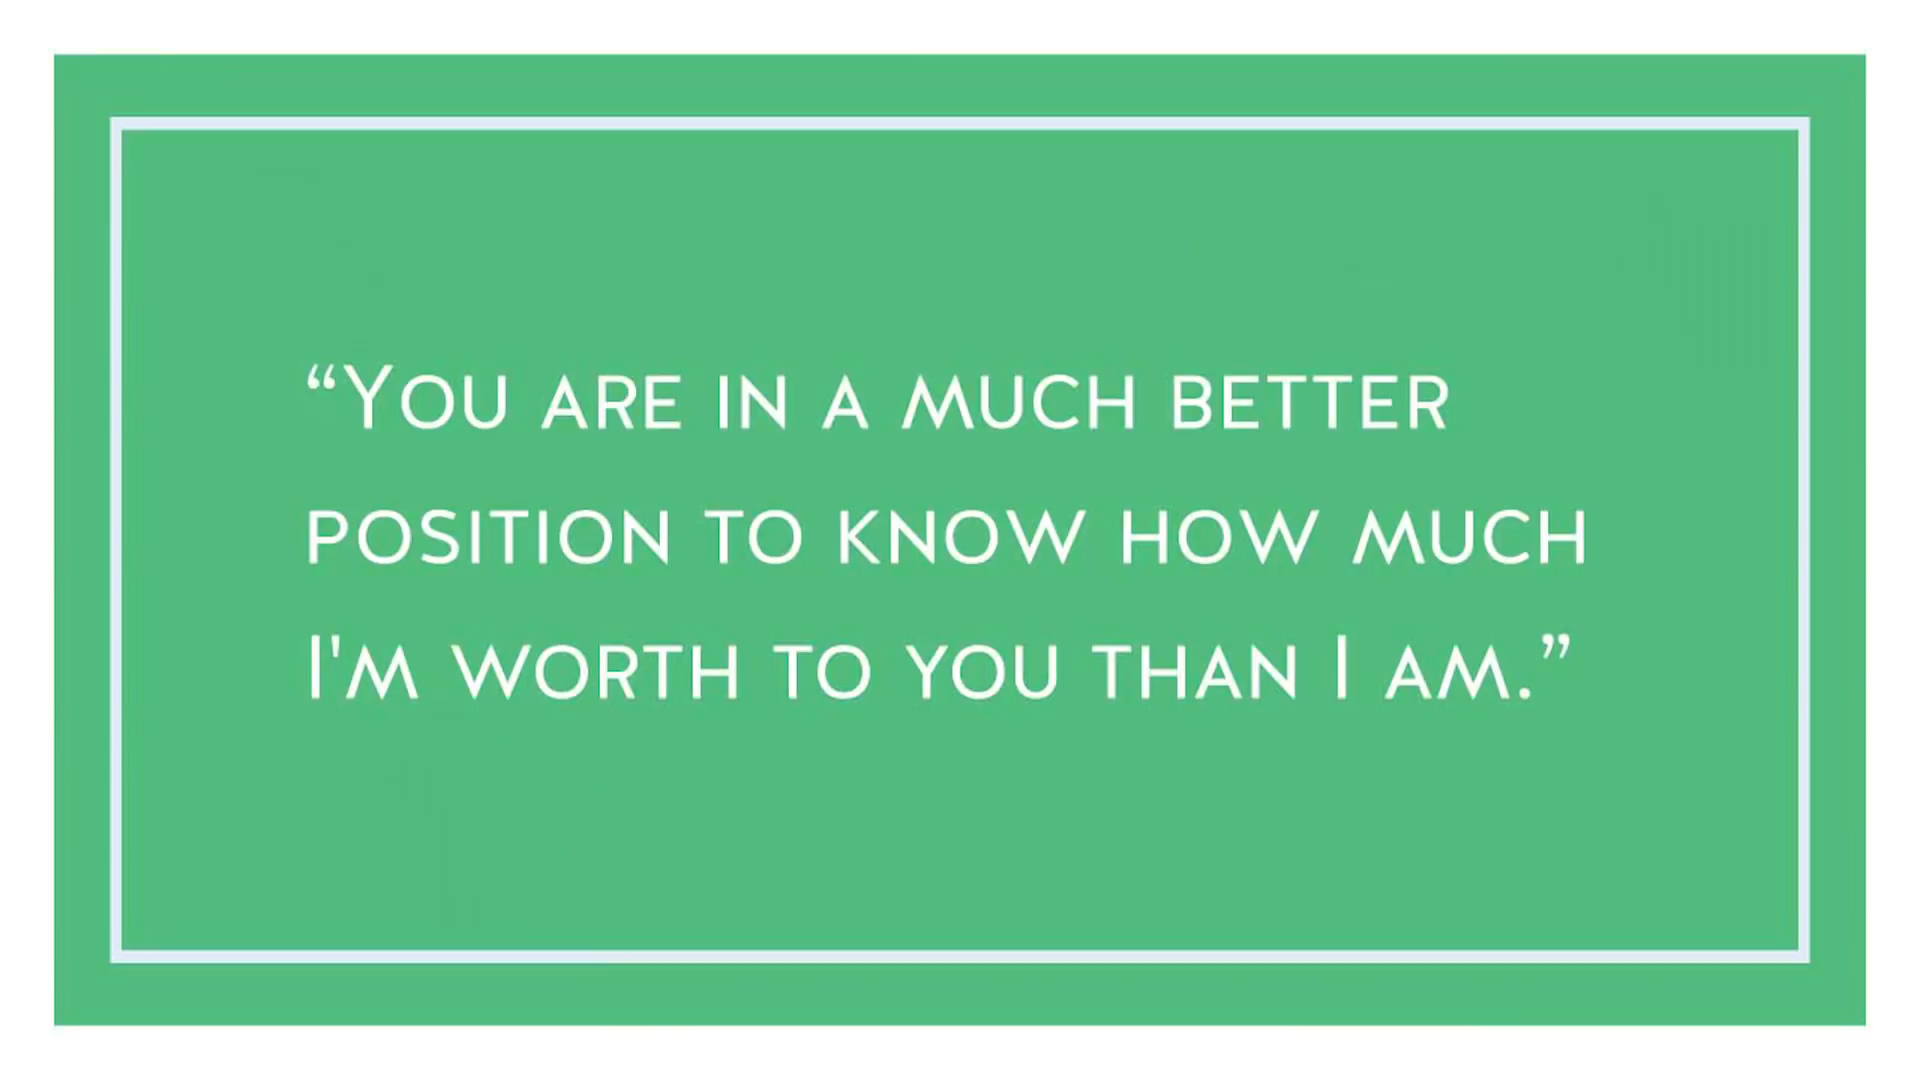 “You are in a much better
position to know how much
I'm worth to you than I am.”